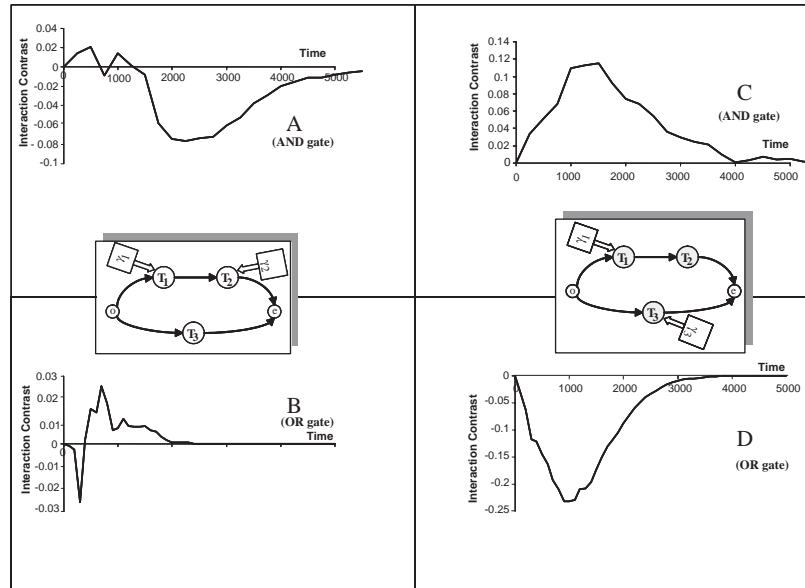 Interaction Contrast
0.04
0.02
0
-0.02
-0.04
-0.06
- 0.08
-0.1
0 1000 2000 3000 4000 5000
Time
A
(AND gate)
Interaction Contrast
0.14
0.12
0.10
0.08
0.06
0.04
0.02
0
0 1000 2000 3000 4000 5000
C
(AND gate)
Time
γ1
γ2
T1
T2
o
e
T3
γ1
T1
T2
o
e
T3
γ3
Interaction Contrast
0.03
0.02
0.01
0
-0.01
-0.02
-0.03
B
(OR gate)
Time
Interaction Contrast
0
-0.05
-0.1
-0.15
-0.2
-0.25
0 1000 2000 3000 4000 5000
Time
D
(OR gate)